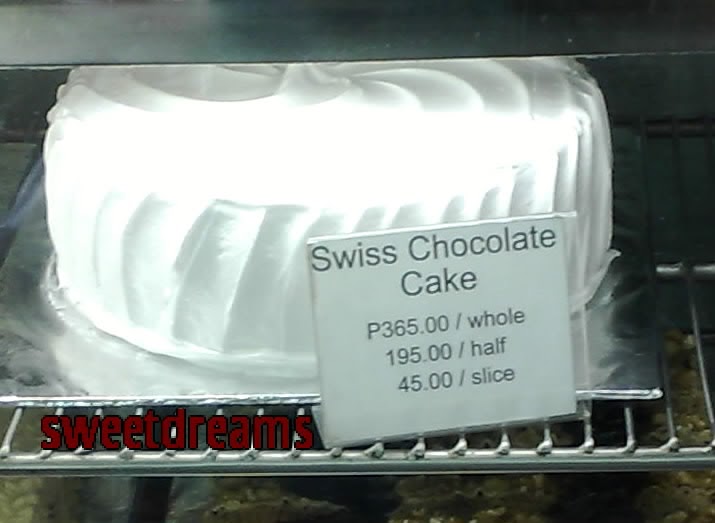 Swiss Chocolate
Cake
P365.00 / whole
195.00 / half
45.00 / slice
sweetdreams